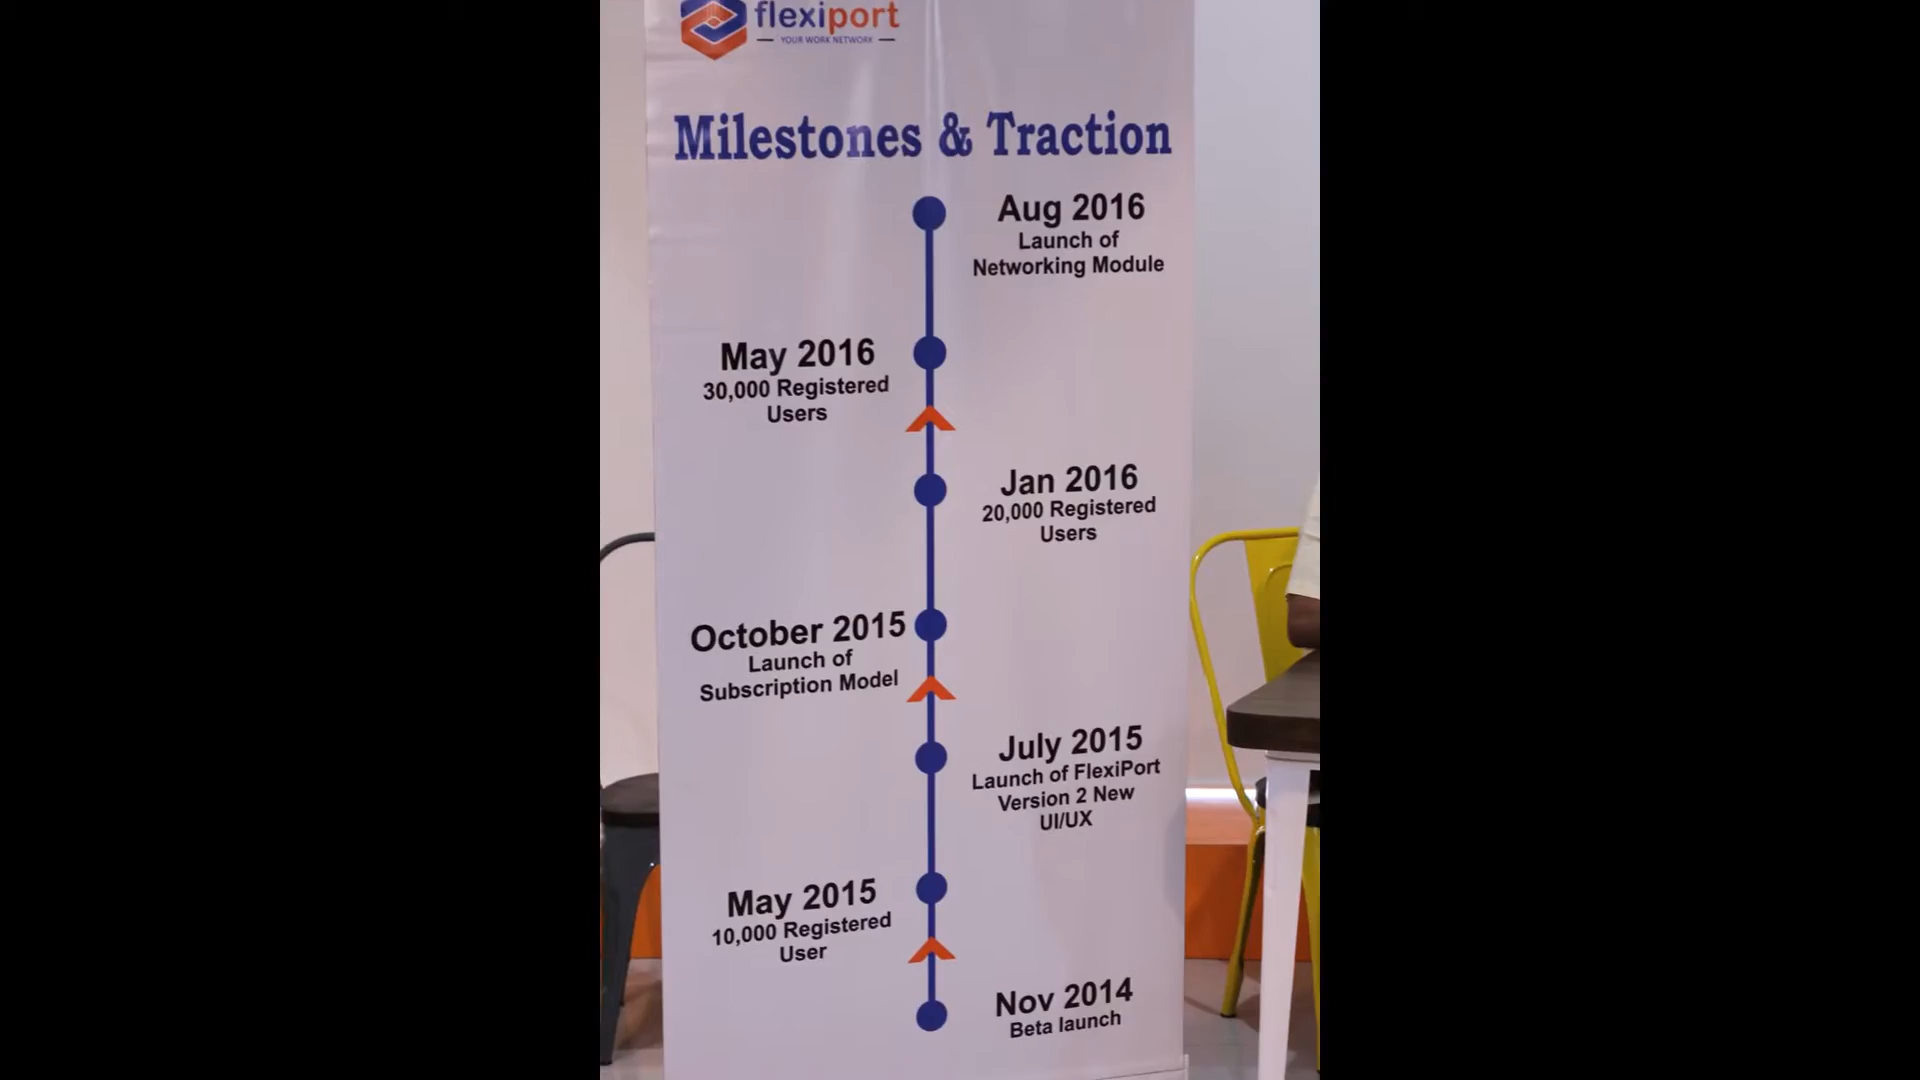 flexiport
YOUR WORK NETWORK
Milestones & Traction
Aug 2016
Launch of
Networking Module
May 2016
30,000 Registered
Users
Jan 2016
20,000 Registered
Users
October 2015
Launch of
Subscription Model
July 2015
Launch of FlexiPort
Version 2 New
UI/UX
May 2015
10,000 Registered
User
Nov 2014
Beta launch